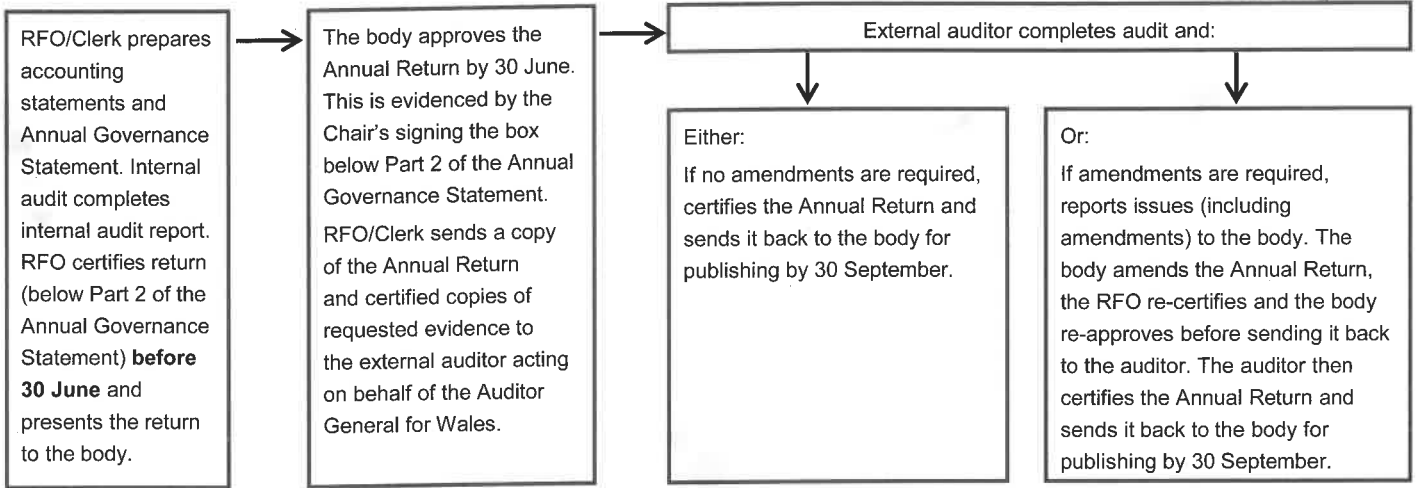 RFO/Clerk prepares
accounting
statements and
Annual Governance
Statement. Internal
audit completes
internal audit report.
RFO certifies return
(below Part 2 of the
Annual Governance
Statement) before
30 June and
presents the return
to the body.
The body approves the
Annual Return by 30 June.
This is evidenced by the
Chair's signing the box
below Part 2 of the Annual
Governance Statement.
RFO/Clerk sends a copy
of the Annual Return
and certified copies of
requested evidence to
the external auditor acting
on behalf of the Auditor
General for Wales.
External auditor completes audit and:
Either:
If no amendments are required,
certifies the Annual Return and
sends it back to the body for
publishing by 30 September.
Or:
If amendments are required,
reports issues (including
amendments) to the body. The
body amends the Annual Return,
the RFO re-certifies and the body
re-approves before sending it back
to the auditor. The auditor then
certifies the Annual Return and
sends it back to the body for
publishing by 30 September.